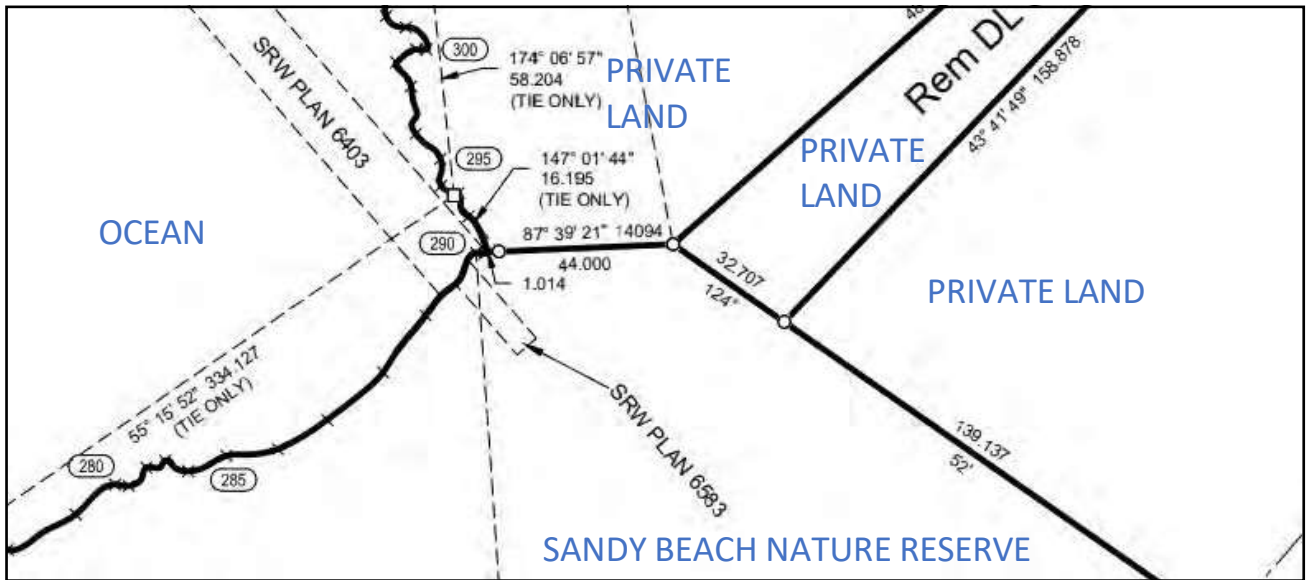 48
Rem DL
300
174° 06' 57"
58.204
(TIE ONLY)
PRIVATE
LAND
SRW PLAN 6403
43° 41' 49" 158.878
295
147° 01' 44"
16.195
(TIE ONLY)
PRIVATE
LAND
OCEAN
290
87° 39' 21" 14094
44.000
1.014
32.707
124°
PRIVATE LAND
55° 15' 52" 334.127
(TIE ONLY)
SRW PLAN 6583
139.137
52'
280
285
SANDY BEACH NATURE RESERVE